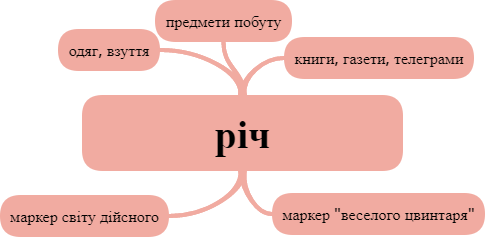 предмети побуту
одяг, взуття
книги, газети, телеграми
річ
маркер світу дійсного
маркер "веселого цвинтаря"